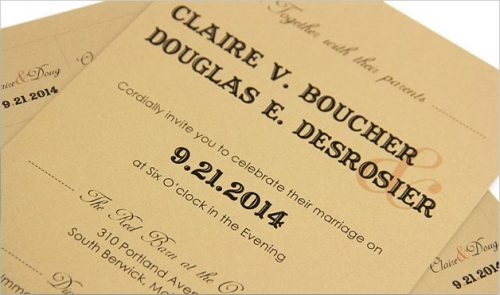 Together with their parents
CLAIRE V. BOUCHER
&
DOUGLAS E. DESROSIER
Cordially invite you to celebrate their marriage on
9.21.2014
at Six O'clock in the Evening
The Red Barn at the O
310 Portland Aven
South Berwick, Ma
Claire & Doug
9.21.2014
Claire & Doug
9.21.2014